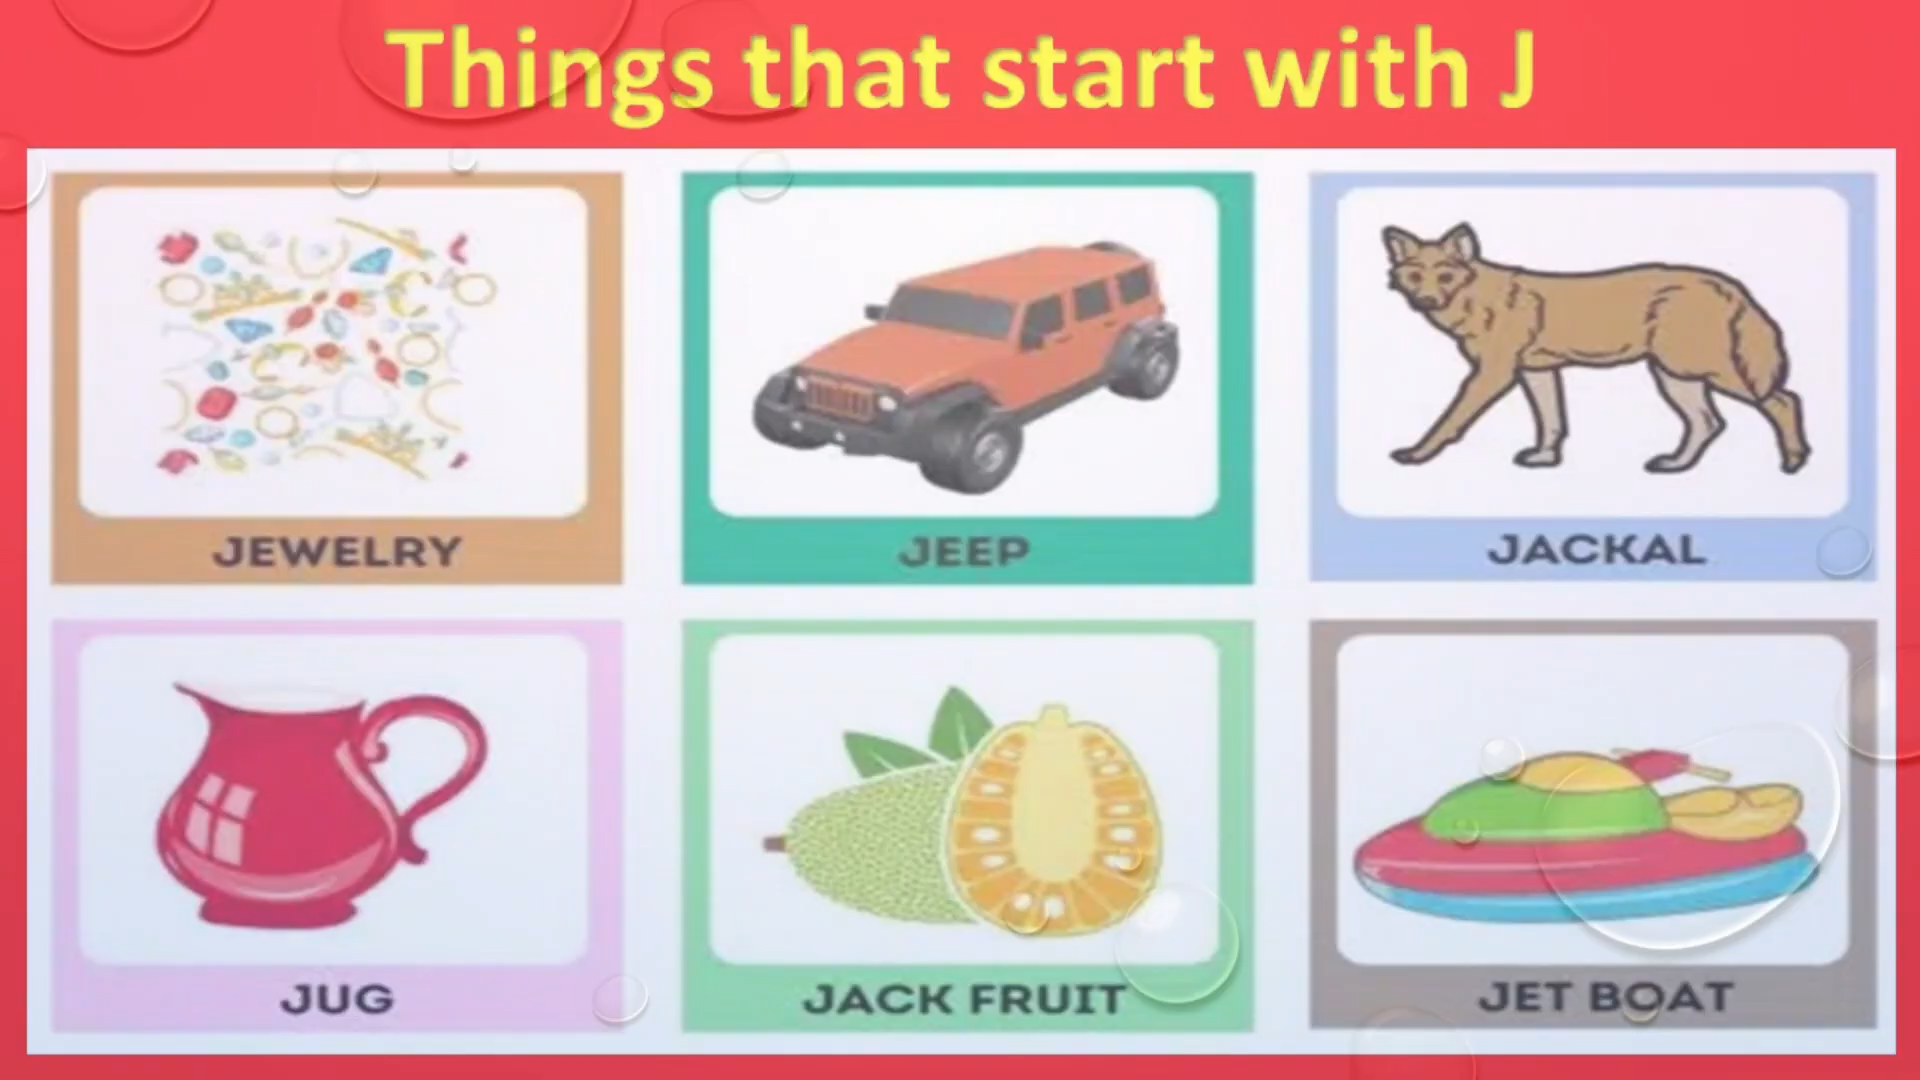 Things that start with J
JEWELRY
JEEP
JACKAL
JUG
JACK FRUIT
JET BOAT